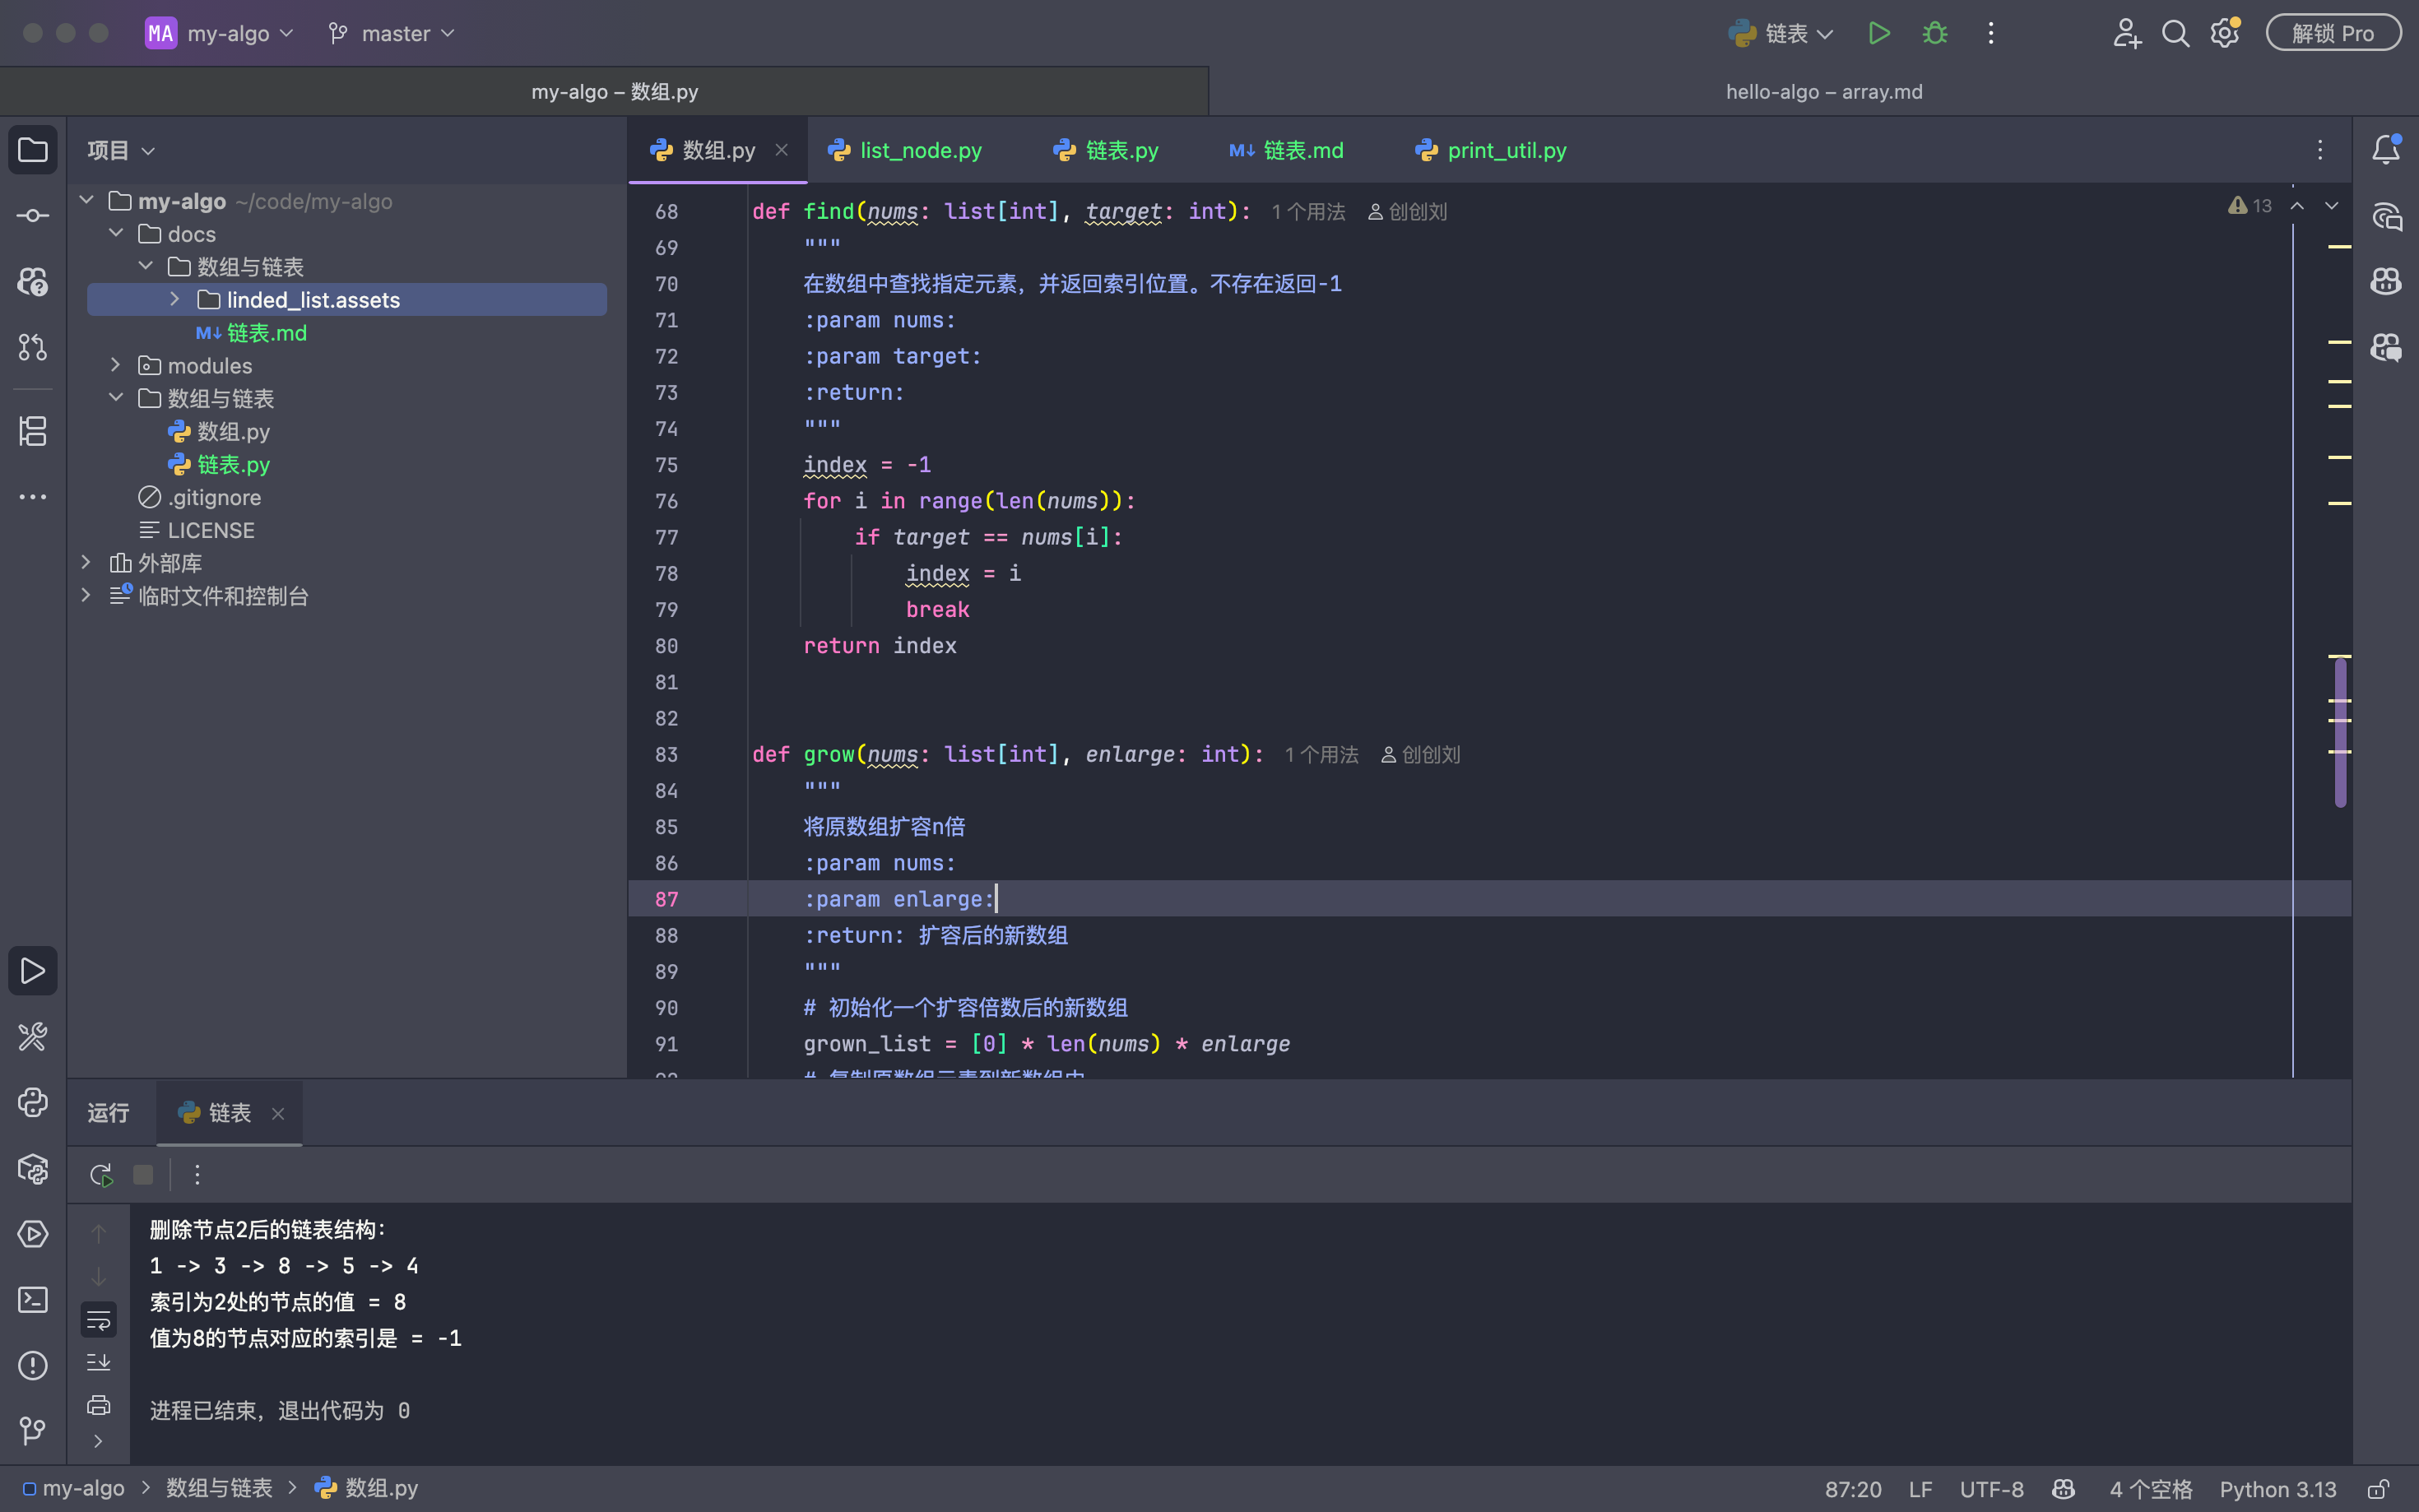 MA my-algo master 链表 解锁 Pro
my-algo – 数组.py hello-algo – array.md
项目
数组.py list_node.py 链表.py M↓ 链表.md print_util.py
my-algo ~/code/my-algo
docs
数组与链表
linded_list.assets
M↓ 链表.md
modules
数组与链表
数组.py
链表.py
.gitignore
LICENSE
外部库
临时文件和控制台
13
68 def find(nums: list[int], target: int): 1 个用法 创创刘
69 """
70 在数组中查找指定元素，并返回索引位置。不存在返回-1
71 :param nums:
72 :param target:
73 :return:
74 """
75 index = -1
76 for i in range(len(nums)):
77 if target == nums[i]:
78 index = i
79 break
80 return index
81
82
83 def grow(nums: list[int], enlarge: int): 1 个用法 创创刘
84 """
85 将原数组扩容n倍
86 :param nums:
87 :param enlarge:
88 :return: 扩容后的新数组
89 """
90 # 初始化一个扩容倍数后的新数组
91 grown_list = [0] * len(nums) * enlarge
92 # 复制原数组元素到新数组中
运行 链表
删除节点2后的链表结构：
1 -> 3 -> 8 -> 5 -> 4
索引为2处的节点的值 = 8
值为8的节点对应的索引是 = -1
进程已结束，退出代码为 0
my-algo > 数组与链表 > 数组.py 87:20 LF UTF-8 4 个空格 Python 3.13